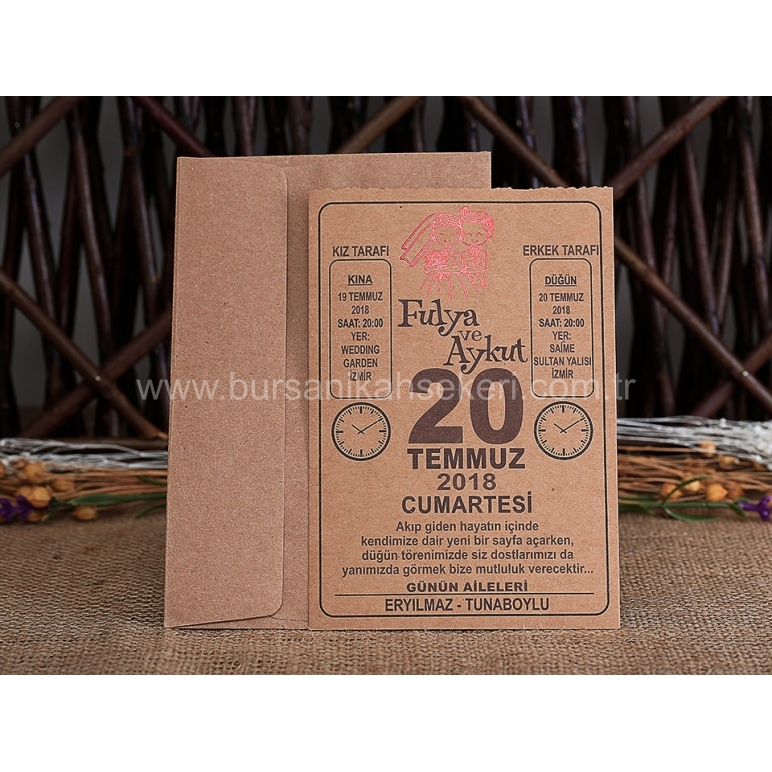 KIZ TARAFI
ERKEK TARAFI
KINA
19 TEMMUZ
2018
SAAT: 20:00
YER:
WEDDING
GARDEN
İZMİR
DÜĞÜN
20 TEMMUZ
2018
SAAT: 20:00
YER:
SAİME
SULTAN YALISI
İZMİR
Fulya
ve
Aykut
20
TEMMUZ
2018
CUMARTESİ
Akıp giden hayatın içinde
kendimize dair yeni bir sayfa açarken,
düğün törenimizde siz dostlarımızı da
yanımızda görmek bize mutluluk verecektir...
GÜNÜN AİLELERİ
ERYILMAZ - TUNABOYLU
www.bursanikahsekeri.com.tr